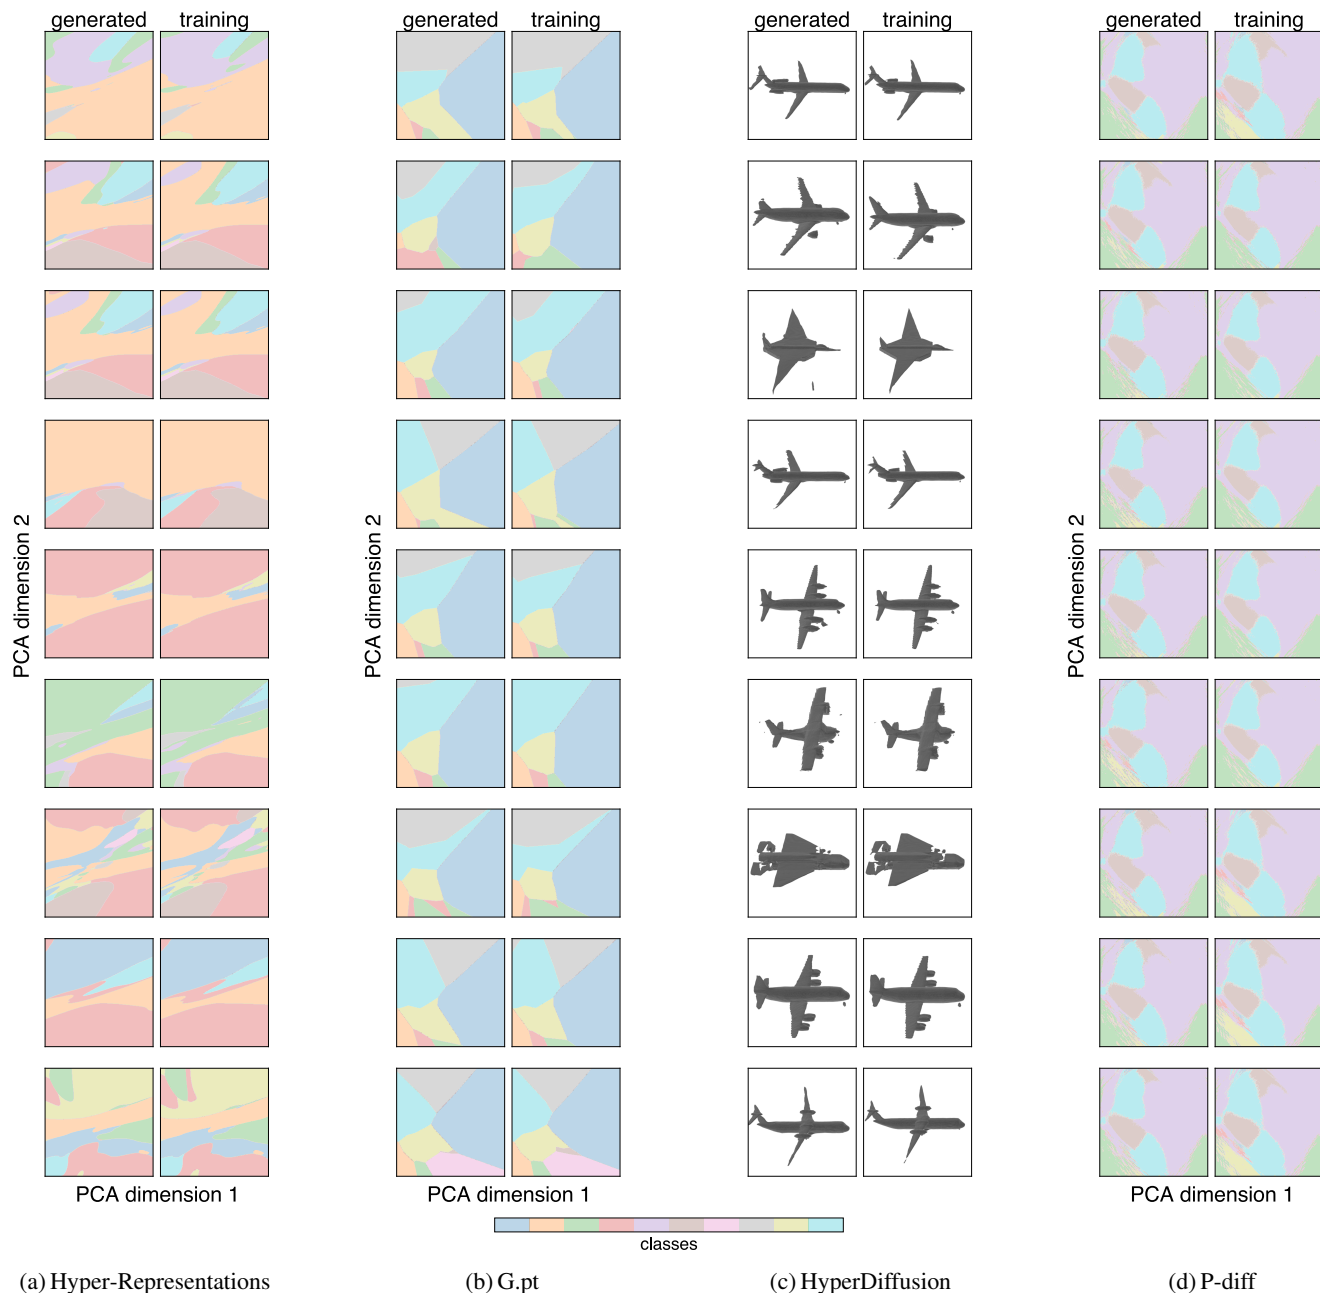 generated training generated training generated training generated training
PCA dimension 2
PCA dimension 2
PCA dimension 2
PCA dimension 1 PCA dimension 1 PCA dimension 1
classes
(a) Hyper-Representations (b) G.pt (c) HyperDiffusion (d) P-diff